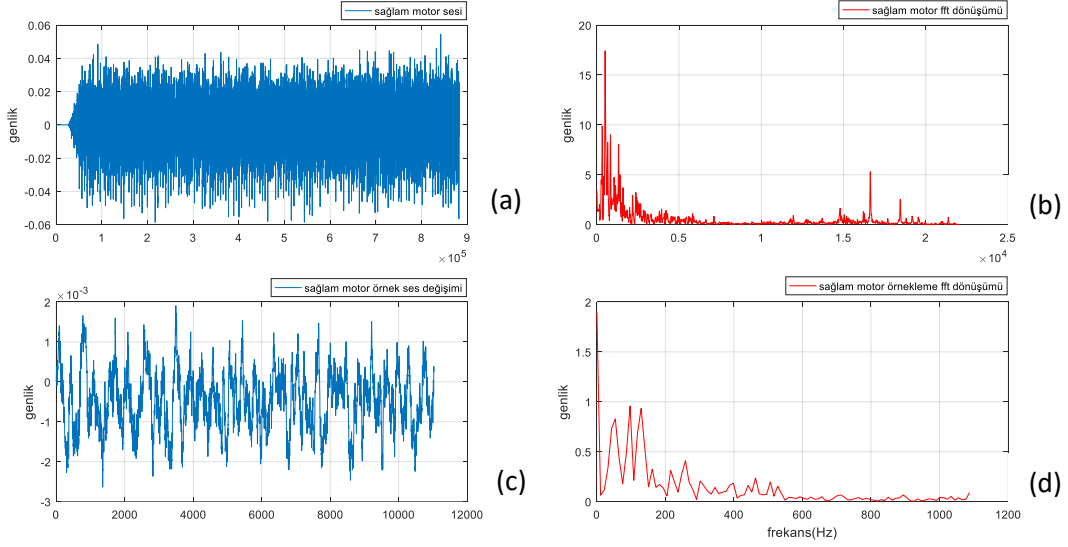 sağlam motor sesi
0.06
0.04
0.02
0
-0.02
-0.04
-0.06
genlik
0 1 2 3 4 5 6 7 8 9
×10^5
(a)
sağlam motor fft dönüşümü
20
15
10
5
0
genlik
0 0.5 1 1.5 2 2.5
×10^4
(b)
sağlam motor örnek ses değişimi
×10^-3
2
1
0
-1
-2
-3
genlik
0 2000 4000 6000 8000 10000 12000
(c)
sağlam motor örnekleme fft dönüşümü
2
1.5
1
0.5
0
genlik
0 200 400 600 800 1000 1200
frekans(Hz)
(d)